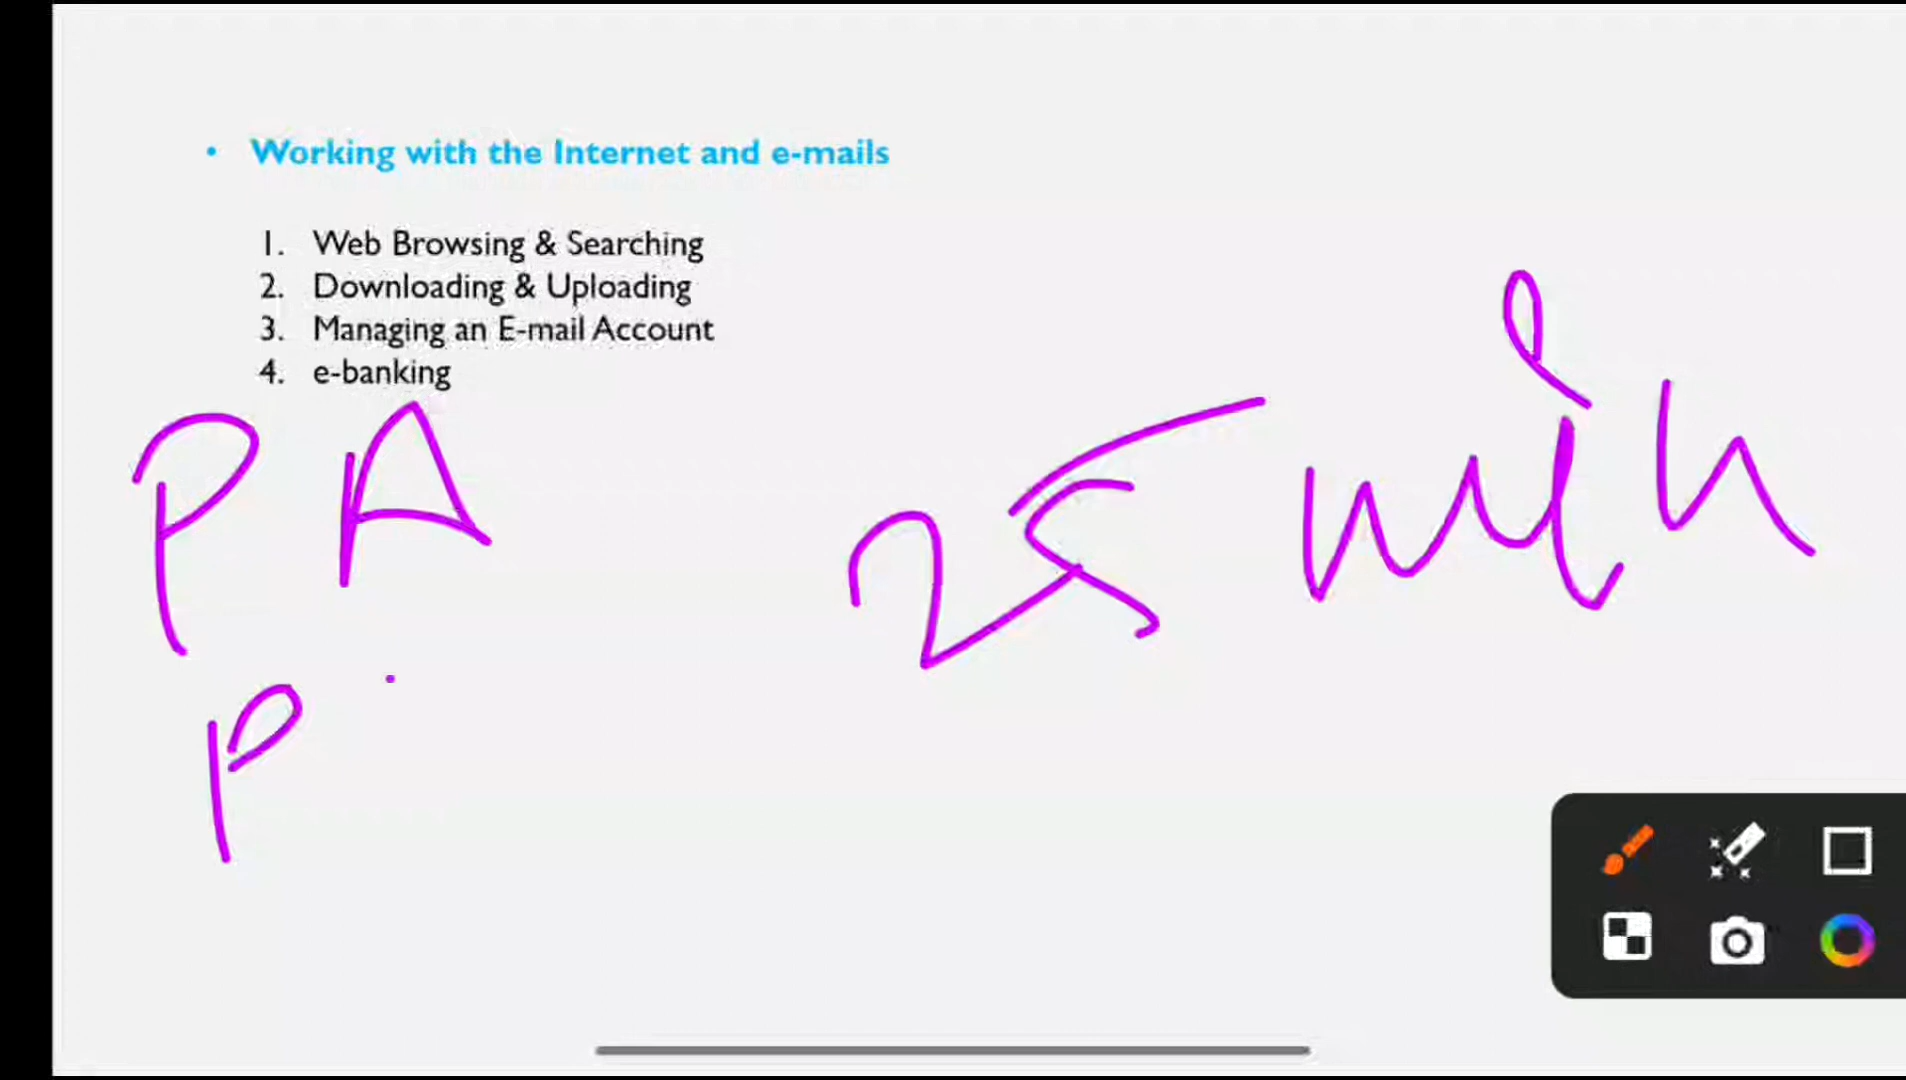 • Working with the Internet and e-mails
1. Web Browsing & Searching
2. Downloading & Uploading
3. Managing an E-mail Account
4. e-banking
P A 25 min
P